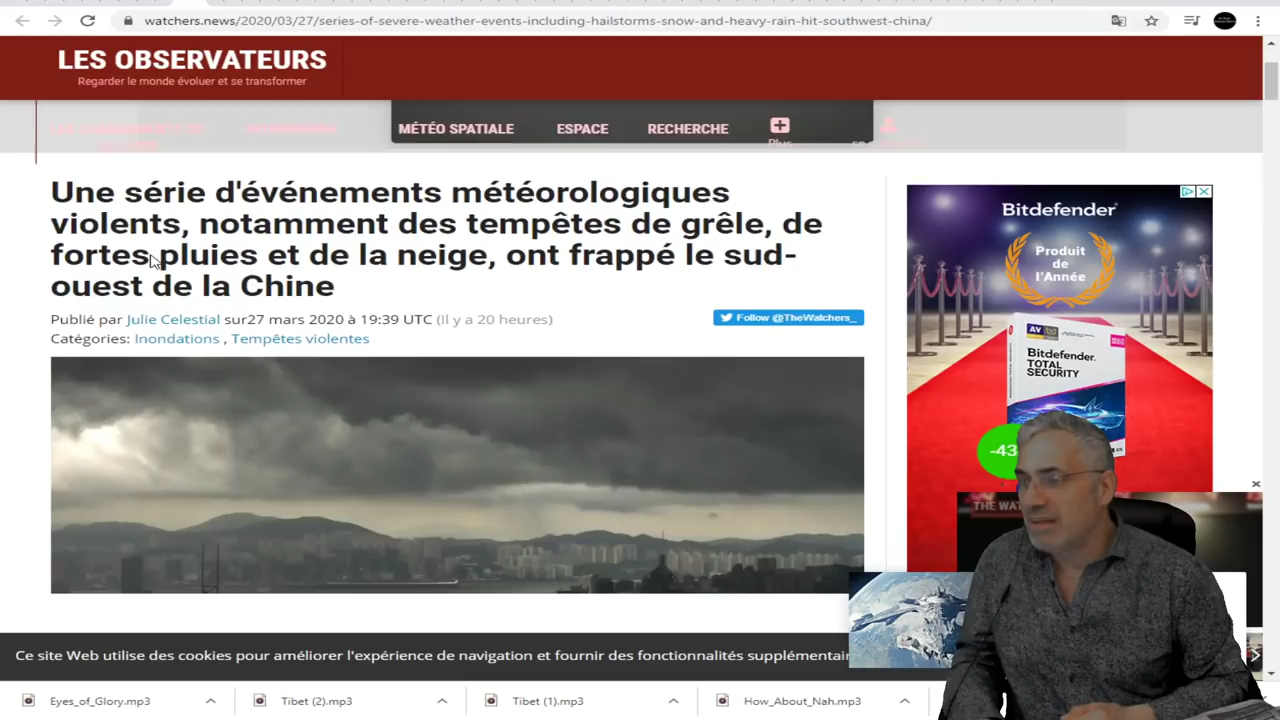 watchers.news/2020/03/27/series-of-severe-weather-events-including-hailstorms-snow-and-heavy-rain-hit-southwest-china/
LES OBSERVATEURS
Regarder le monde évoluer et se transformer
MÉTÉO SPATIALE ESPACE RECHERCHE
Plus
Une série d'événements météorologiques
violents, notamment des tempêtes de grêle, de
fortes pluies et de la neige, ont frappé le sud-
ouest de la Chine
Publié par Julie Celestial sur27 mars 2020 à 19:39 UTC (Il y a 20 heures)
Follow @TheWatchers_
Catégories: Inondations , Tempêtes violentes
Bitdefender
Produit
de
l'Année
Bitdefender.
TOTAL
SECURITY
-43
THE WAT
Ce site Web utilise des cookies pour améliorer l'expérience de navigation et fournir des fonctionnalités supplémentair
Eyes_of_Glory.mp3 Tibet (2).mp3 Tibet (1).mp3 How_About_Nah.mp3